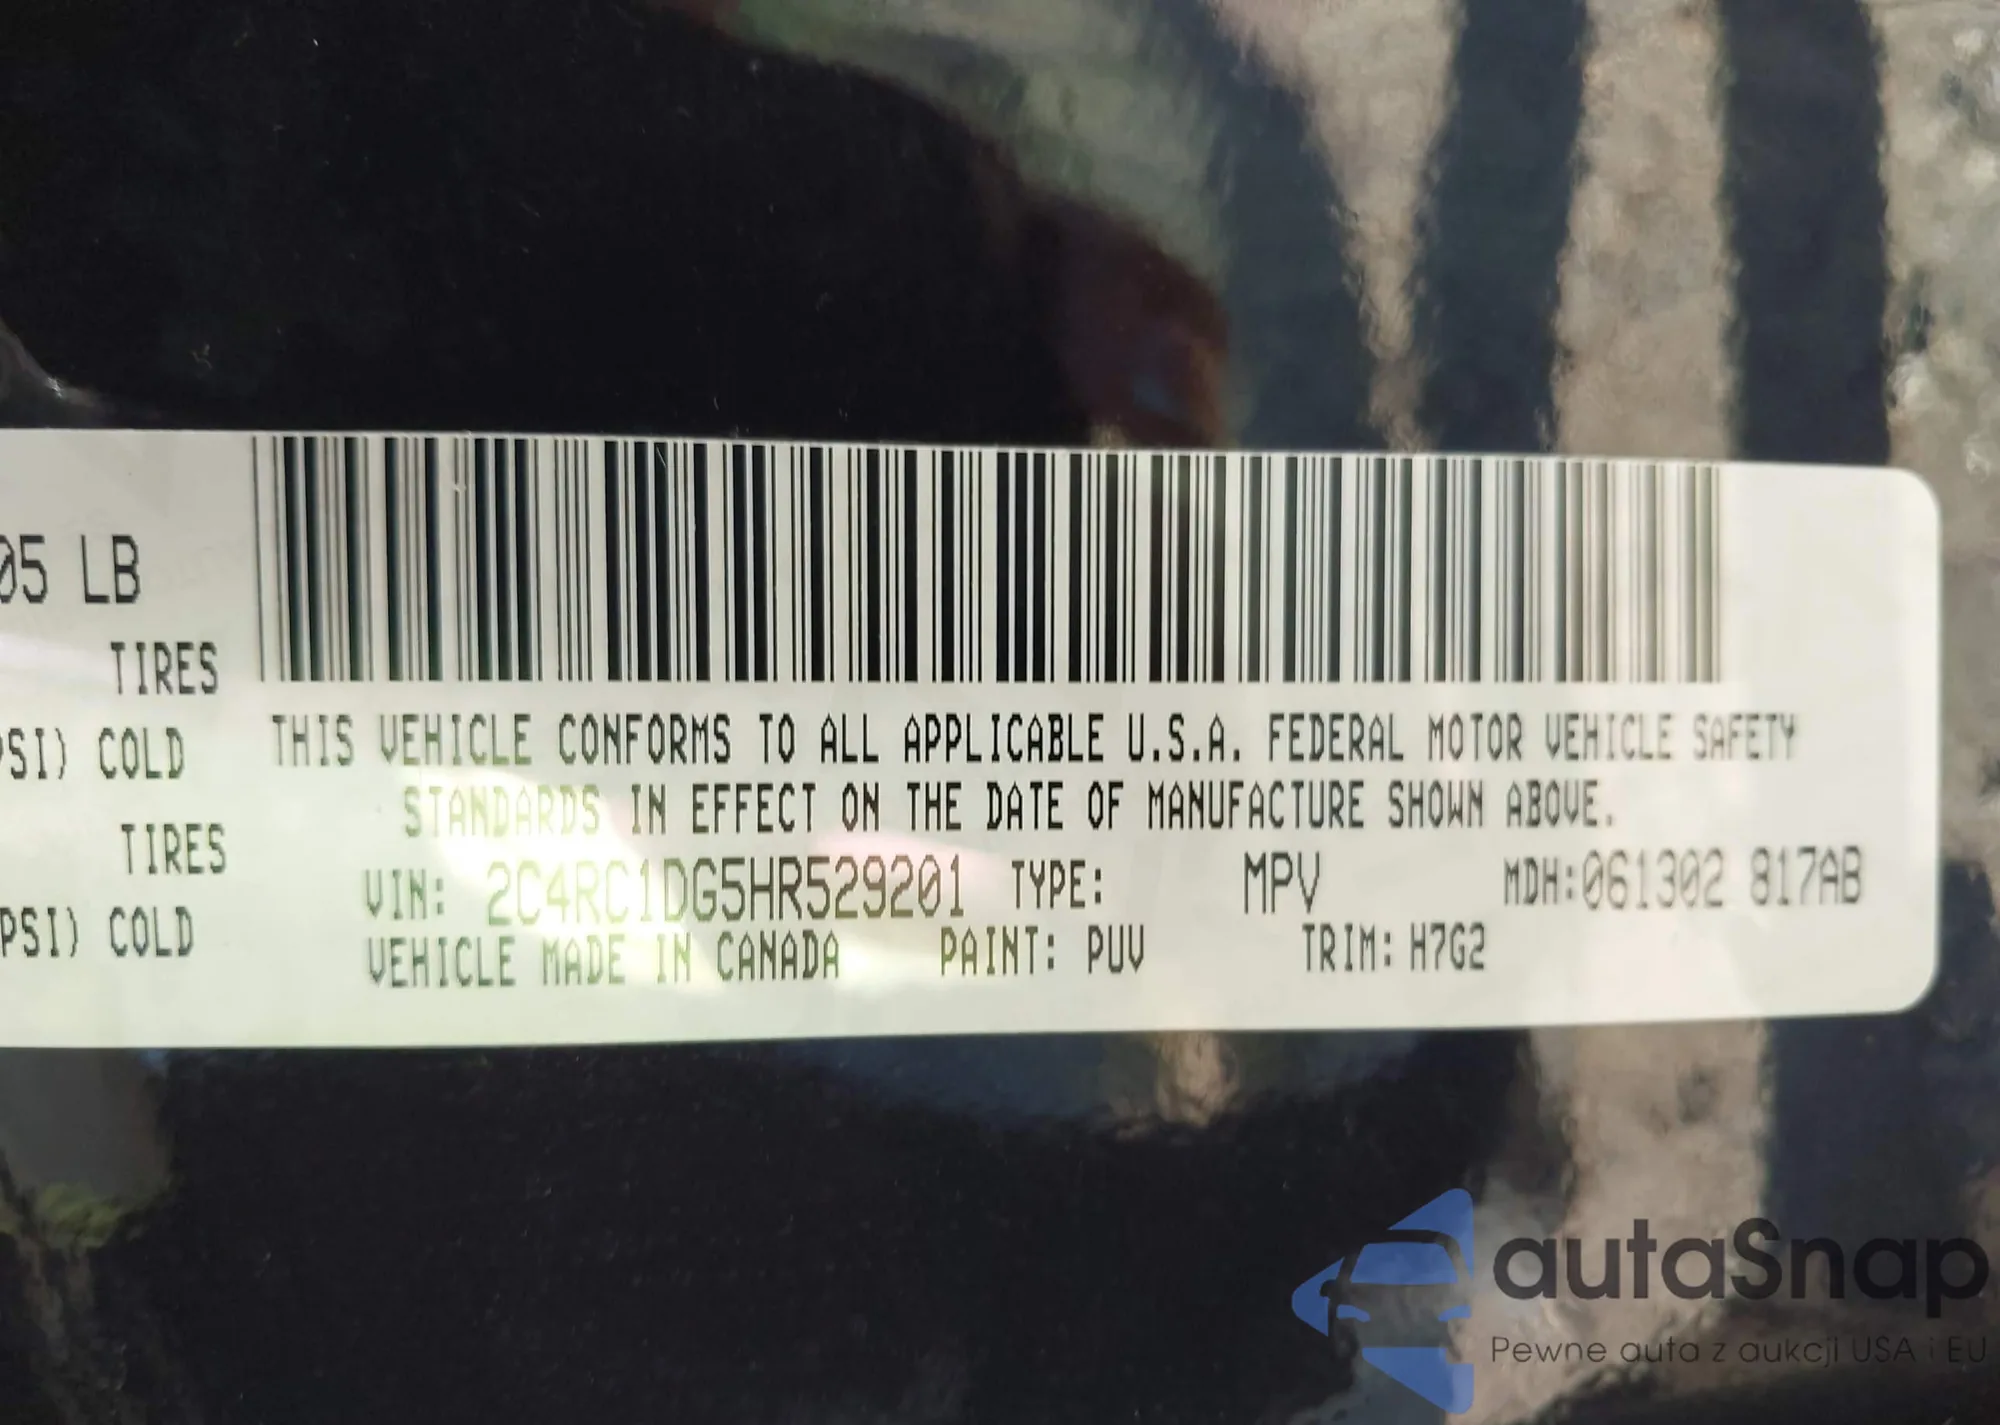 05 LB
TIRES
PSI) COLD
TIRES
PSI) COLD
THIS VEHICLE CONFORMS TO ALL APPLICABLE U.S.A. FEDERAL MOTOR VEHICLE SAFETY
STANDARDS IN EFFECT ON THE DATE OF MANUFACTURE SHOWN ABOVE.
VIN: 2C4RC1DG5HR529201 TYPE: MPV MDH:061302 817AB
VEHICLE MADE IN CANADA PAINT: PUV TRIM: H7G2
autaSnap
Pewne auta z aukcji USA i EU